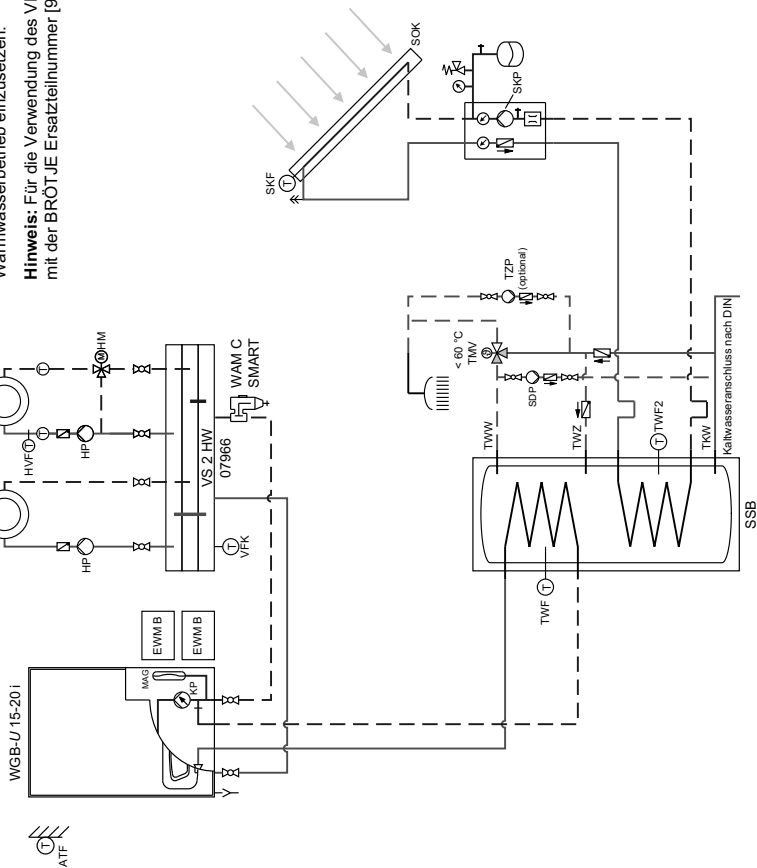 Warmwasserbetrieb einzusetzen.
Hinweis: Für die Verwendung des
mit der BRÖTJE Ersatzteilnummer
SOK
SKF
T
SKP
HVF
T
T
T
M
HM
HP
HP
WAM C
SMART
VS 2 HW
07966
T
VFK
TZP
(optional)
< 60 °C
TMV
SDP
TWW
TWZ
T
TWF2
TKW
Kaltwasseranschluss nach DIN
T
TWF
SSB
EWM B
EWM B
MAG
KP
WGB-U 15-20 i
T
ATF